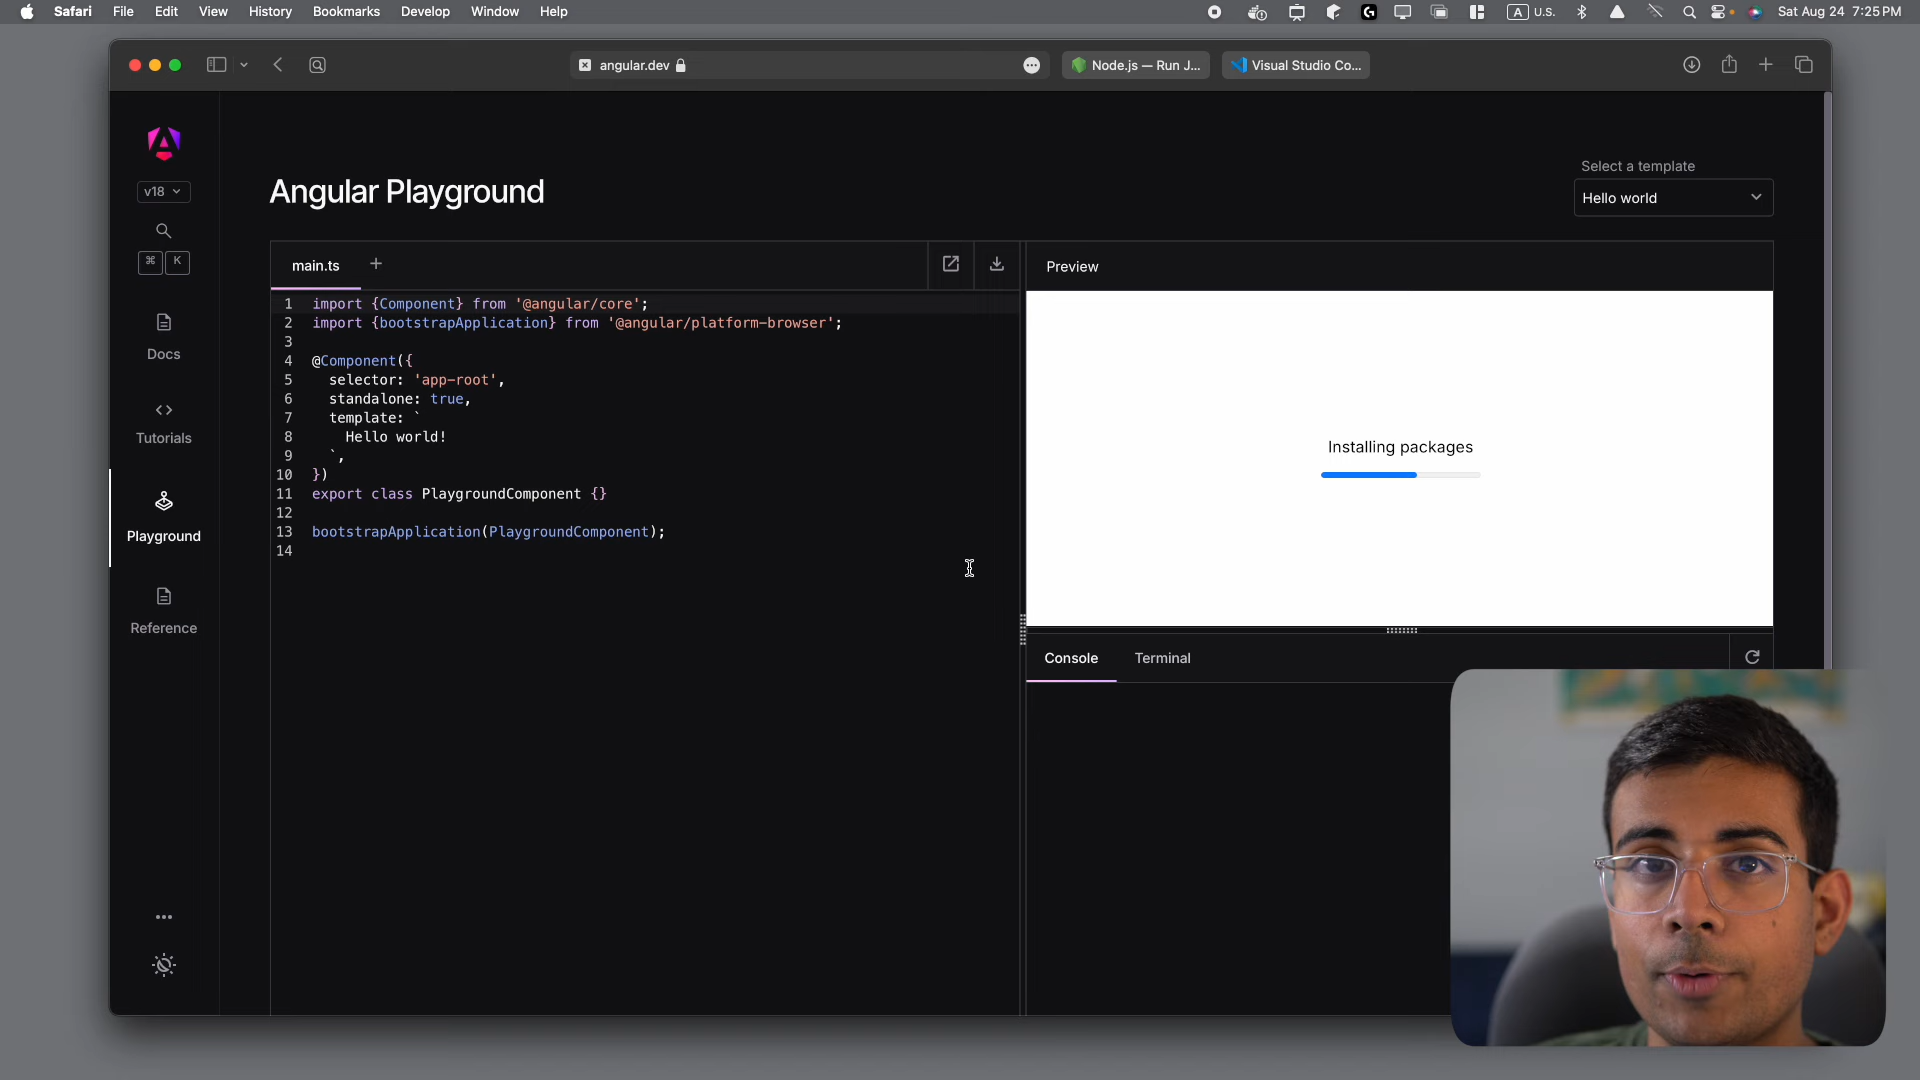 Safari File Edit View History Bookmarks Develop Window Help
A U.S.
Sat Aug 24 7:25 PM
angular.dev
Node.js — Run J...
Visual Studio Co...
v18
⌘ K
Docs
Tutorials
Playground
Reference
Angular Playground
Select a template
Hello world
main.ts
1 import {Component} from '@angular/core';
2 import {bootstrapApplication} from '@angular/platform-browser';
3
4 @Component({
5 selector: 'app-root',
6 standalone: true,
7 template: `
8 Hello world!
9 `,
10 })
11 export class PlaygroundComponent {}
12
13 bootstrapApplication(PlaygroundComponent);
14
Preview
Installing packages
Console
Terminal